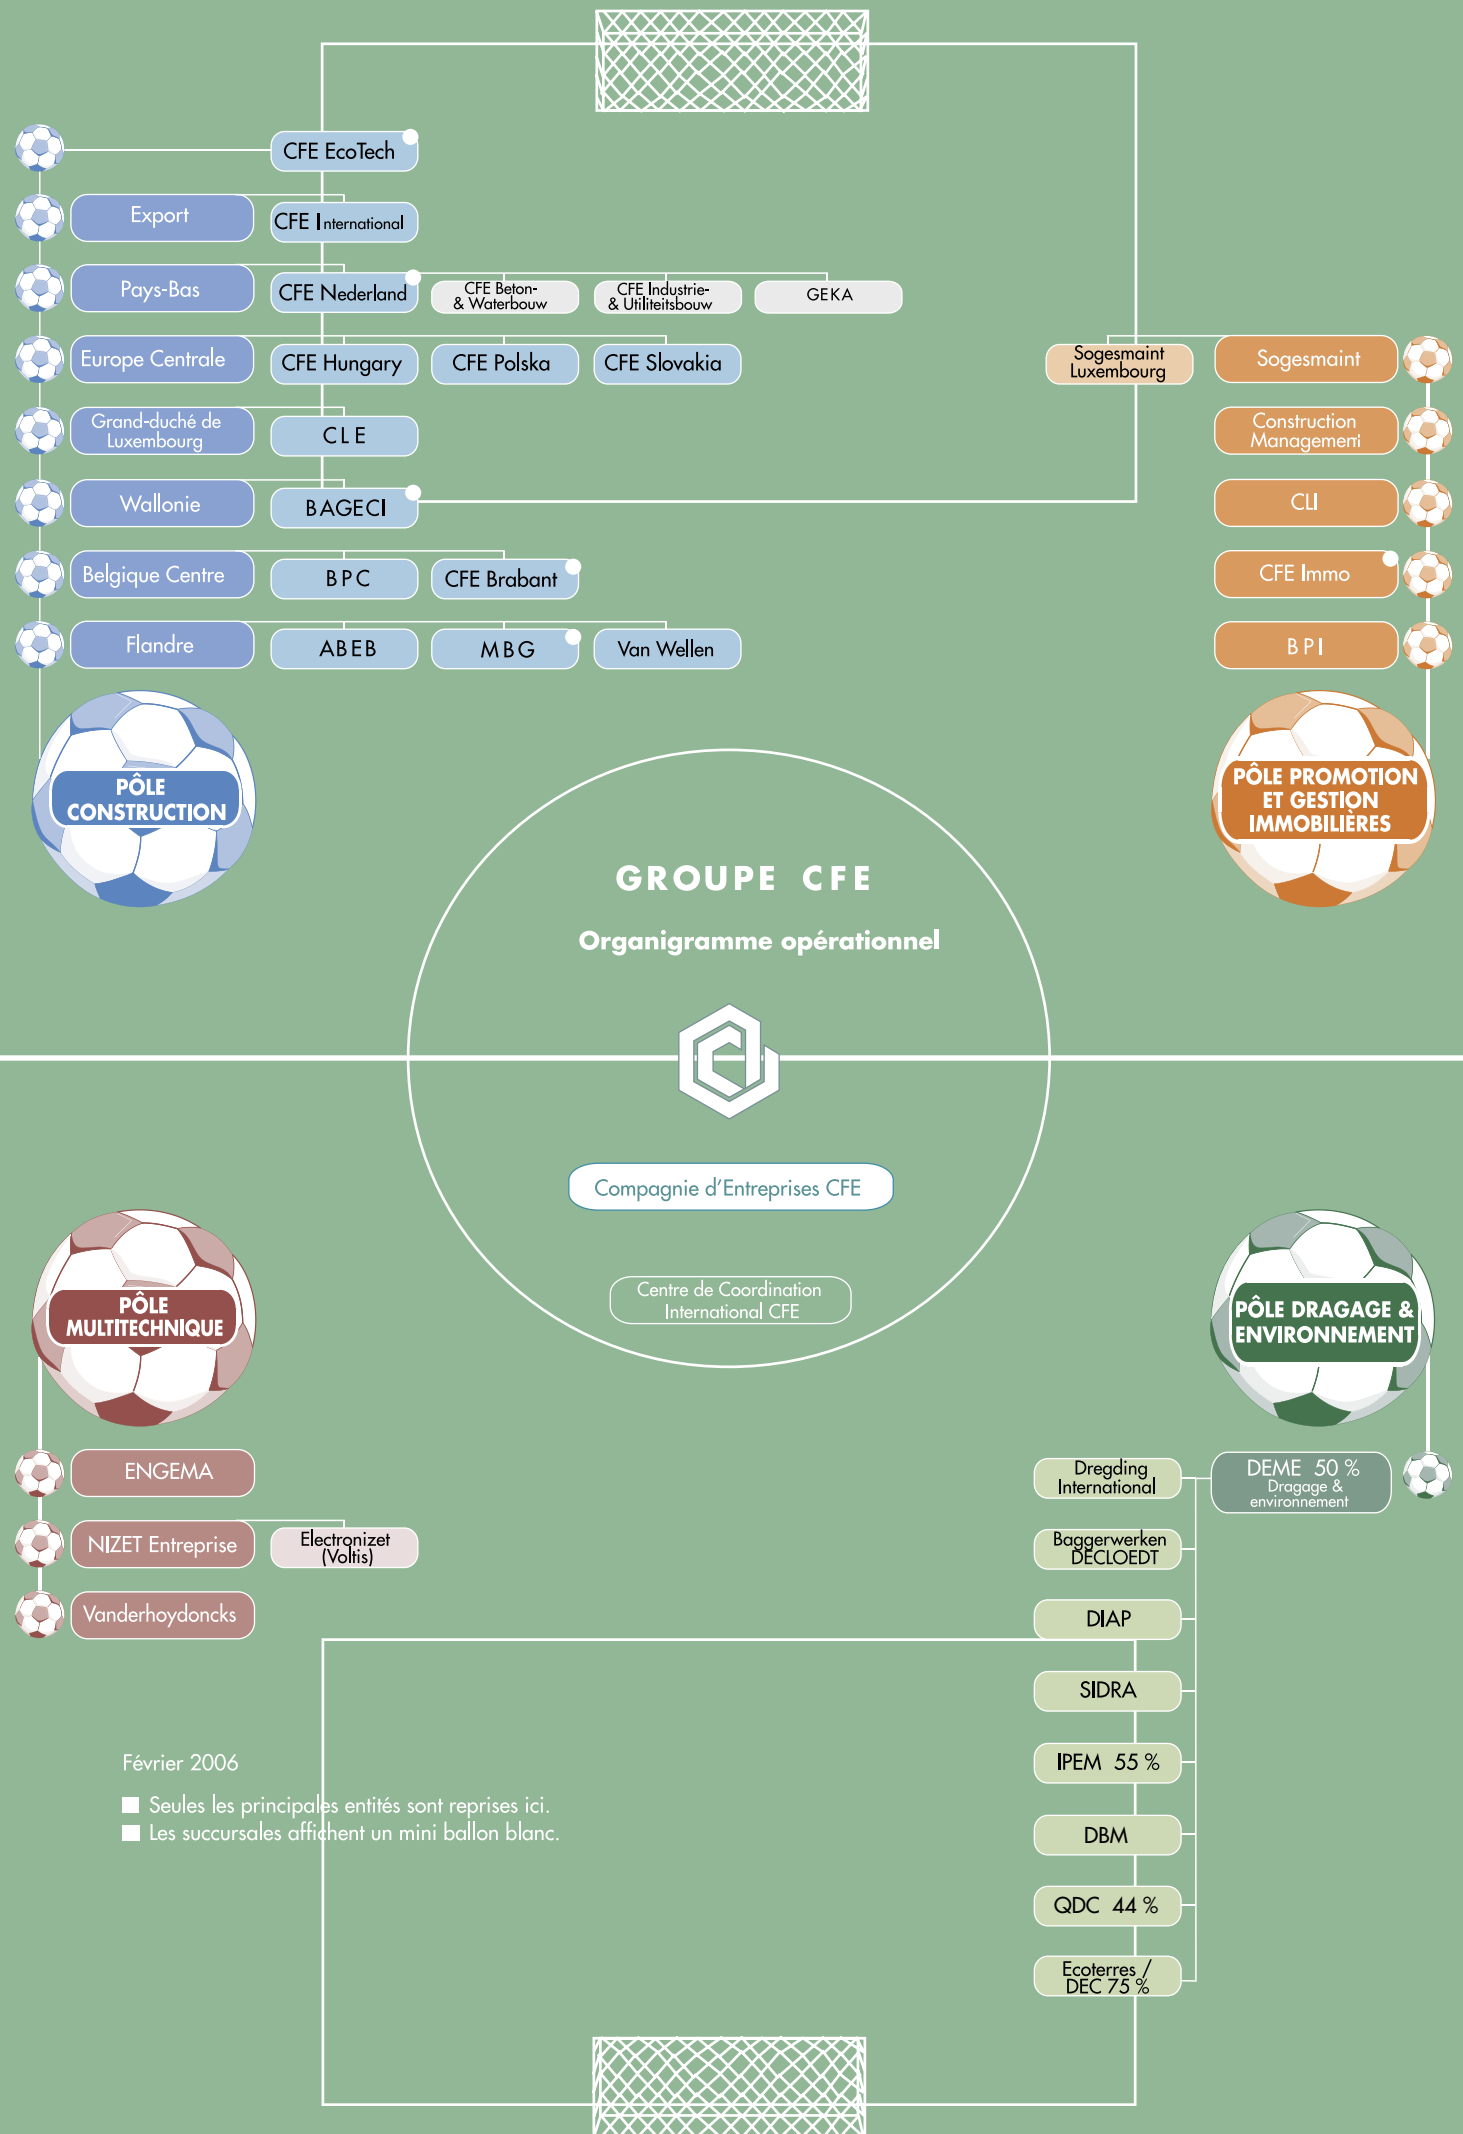 CFE EcoTech
Export
CFE International
Pays-Bas
CFE Nederland
CFE Beton-
& Waterbouw
CFE Industrie-
& Utiliteitsbouw
GEKA
Europe Centrale
CFE Hungary
CFE Polska
CFE Slovakia
Grand-duché de
Luxembourg
CLE
Wallonie
BAGECI
Belgique Centre
BPC
CFE Brabant
Flandre
ABEB
MBG
Van Wellen
PÔLE
CONSTRUCTION
Sogesmaint
Luxembourg
Sogesmaint
Construction
Management
CLI
CFE Immo
BPI
PÔLE PROMOTION
ET GESTION
IMMOBILIÈRES
GROUPE CFE
Organigramme opérationnel
Compagnie d'Entreprises CFE
Centre de Coordination
International CFE
PÔLE
MULTITECHNIQUE
ENGEMA
NIZET Entreprise
Electronizet
(Voltis)
Vanderhoydoncks
PÔLE DRAGAGE &
ENVIRONNEMENT
DEME 50 %
Dragage &
environnement
Dregding
International
Baggerwerken
DECLOEDT
DIAP
SIDRA
IPEM 55 %
DBM
QDC 44 %
Ecoterres /
DEC 75 %
Février 2006
Seules les principales entités sont reprises ici.
Les succursales affichent un mini ballon blanc.